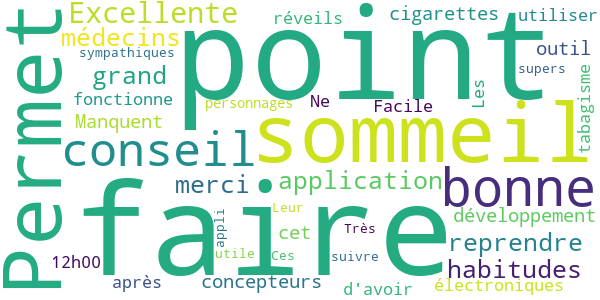 Excellente
réveils
cigarettes
utiliser
médecins
point
sympathiques
outil
grand
supers
Permet
fonctionne
personnages
Ne
Facile
Les
tabagisme
Manquent
sommeil
conseil
merci
application
bonne
faire
appli
Leur
développement
cet
Très
reprendre
utile
Ces
suivre
12h00
habitudes
après
concepteurs
d'avoir
électroniques